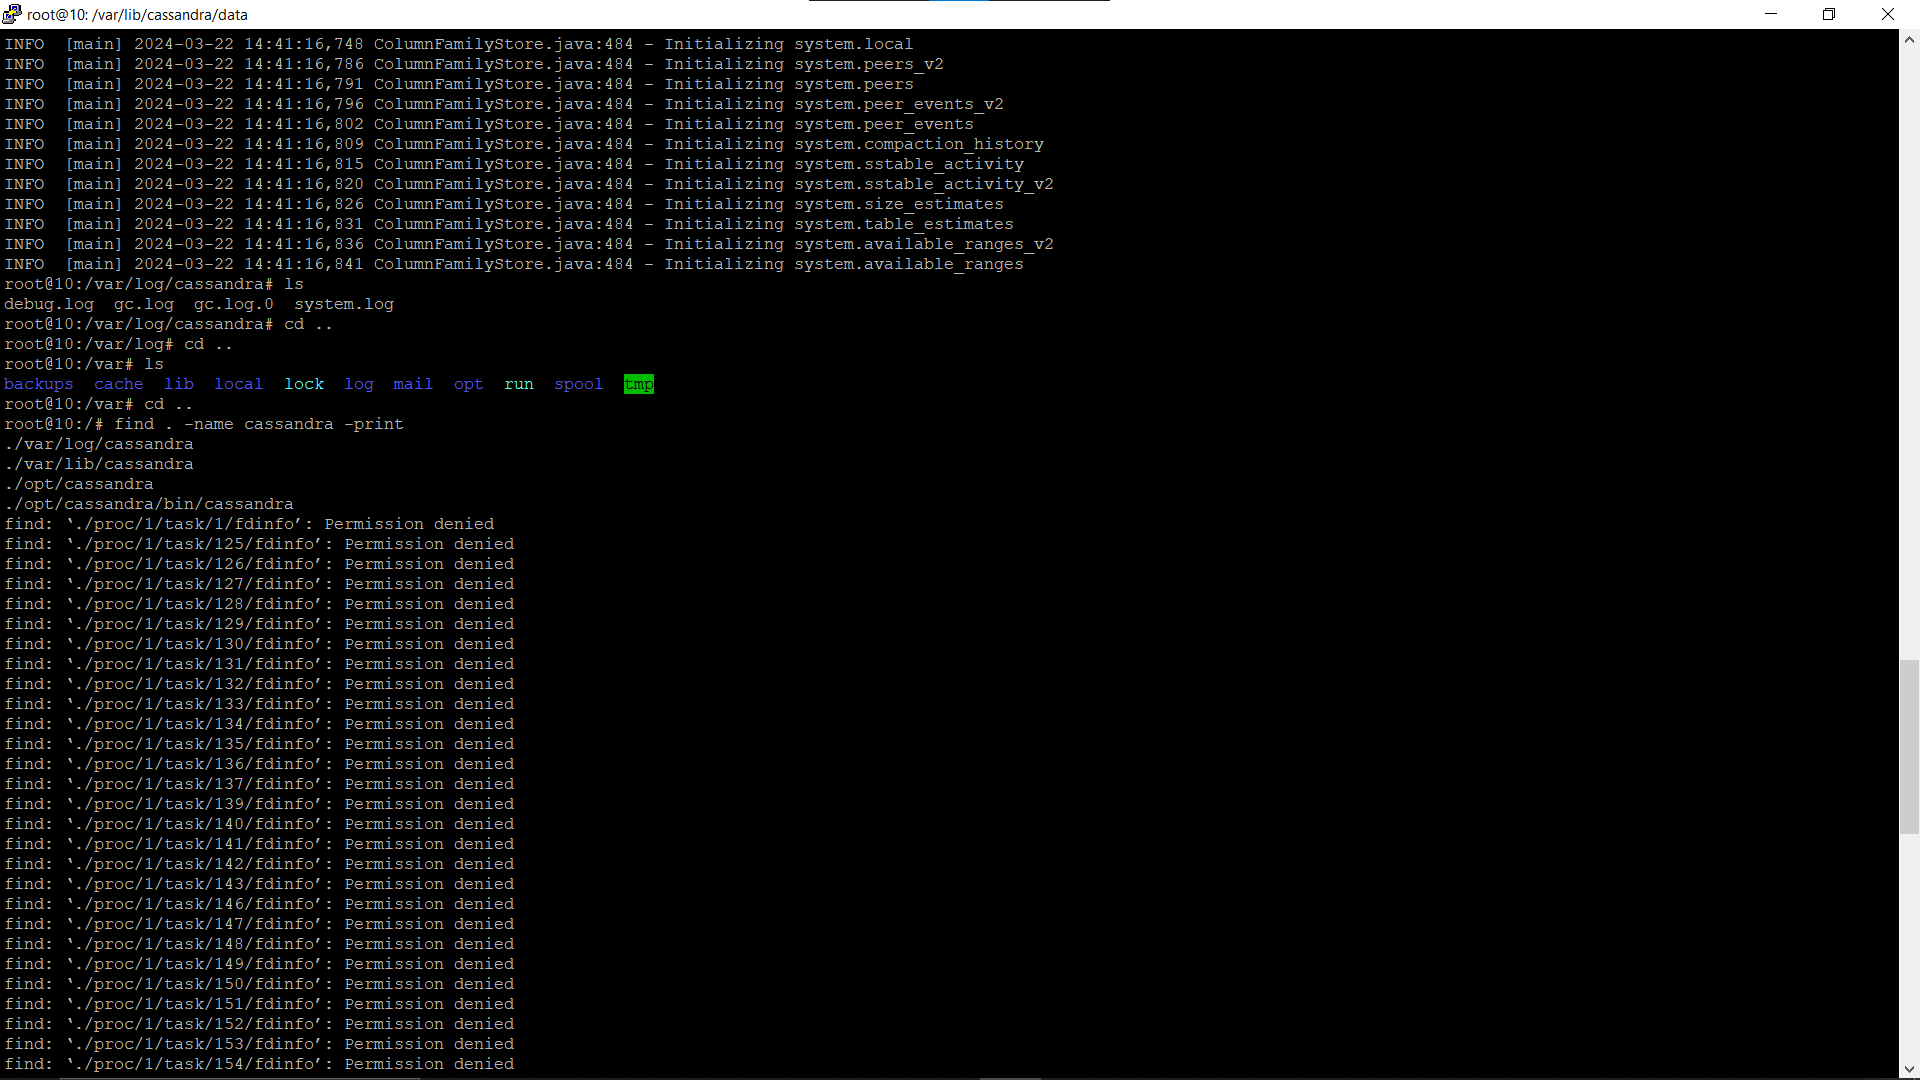 root@10: /var/lib/cassandra/data
INFO  [main] 2024-03-22 14:41:16,748 ColumnFamilyStore.java:484 - Initializing system.local
INFO  [main] 2024-03-22 14:41:16,786 ColumnFamilyStore.java:484 - Initializing system.peers_v2
INFO  [main] 2024-03-22 14:41:16,791 ColumnFamilyStore.java:484 - Initializing system.peers
INFO  [main] 2024-03-22 14:41:16,796 ColumnFamilyStore.java:484 - Initializing system.peer_events_v2
INFO  [main] 2024-03-22 14:41:16,802 ColumnFamilyStore.java:484 - Initializing system.peer_events
INFO  [main] 2024-03-22 14:41:16,809 ColumnFamilyStore.java:484 - Initializing system.compaction_history
INFO  [main] 2024-03-22 14:41:16,815 ColumnFamilyStore.java:484 - Initializing system.sstable_activity
INFO  [main] 2024-03-22 14:41:16,820 ColumnFamilyStore.java:484 - Initializing system.sstable_activity_v2
INFO  [main] 2024-03-22 14:41:16,826 ColumnFamilyStore.java:484 - Initializing system.size_estimates
INFO  [main] 2024-03-22 14:41:16,831 ColumnFamilyStore.java:484 - Initializing system.table_estimates
INFO  [main] 2024-03-22 14:41:16,836 ColumnFamilyStore.java:484 - Initializing system.available_ranges_v2
INFO  [main] 2024-03-22 14:41:16,841 ColumnFamilyStore.java:484 - Initializing system.available_ranges
root@10:/var/log/cassandra# ls
debug.log  gc.log  gc.log.0  system.log
root@10:/var/log/cassandra# cd ..
root@10:/var/log# cd ..
root@10:/var# ls
backups  cache  lib  local  lock  log  mail  opt  run  spool  tmp
root@10:/var# cd ..
root@10:/# find . -name cassandra -print
./var/log/cassandra
./var/lib/cassandra
./opt/cassandra
./opt/cassandra/bin/cassandra
find: ‘./proc/1/task/1/fdinfo’: Permission denied
find: ‘./proc/1/task/125/fdinfo’: Permission denied
find: ‘./proc/1/task/126/fdinfo’: Permission denied
find: ‘./proc/1/task/127/fdinfo’: Permission denied
find: ‘./proc/1/task/128/fdinfo’: Permission denied
find: ‘./proc/1/task/129/fdinfo’: Permission denied
find: ‘./proc/1/task/130/fdinfo’: Permission denied
find: ‘./proc/1/task/131/fdinfo’: Permission denied
find: ‘./proc/1/task/132/fdinfo’: Permission denied
find: ‘./proc/1/task/133/fdinfo’: Permission denied
find: ‘./proc/1/task/134/fdinfo’: Permission denied
find: ‘./proc/1/task/135/fdinfo’: Permission denied
find: ‘./proc/1/task/136/fdinfo’: Permission denied
find: ‘./proc/1/task/137/fdinfo’: Permission denied
find: ‘./proc/1/task/139/fdinfo’: Permission denied
find: ‘./proc/1/task/140/fdinfo’: Permission denied
find: ‘./proc/1/task/141/fdinfo’: Permission denied
find: ‘./proc/1/task/142/fdinfo’: Permission denied
find: ‘./proc/1/task/143/fdinfo’: Permission denied
find: ‘./proc/1/task/146/fdinfo’: Permission denied
find: ‘./proc/1/task/147/fdinfo’: Permission denied
find: ‘./proc/1/task/148/fdinfo’: Permission denied
find: ‘./proc/1/task/149/fdinfo’: Permission denied
find: ‘./proc/1/task/150/fdinfo’: Permission denied
find: ‘./proc/1/task/151/fdinfo’: Permission denied
find: ‘./proc/1/task/152/fdinfo’: Permission denied
find: ‘./proc/1/task/153/fdinfo’: Permission denied
find: ‘./proc/1/task/154/fdinfo’: Permission denied